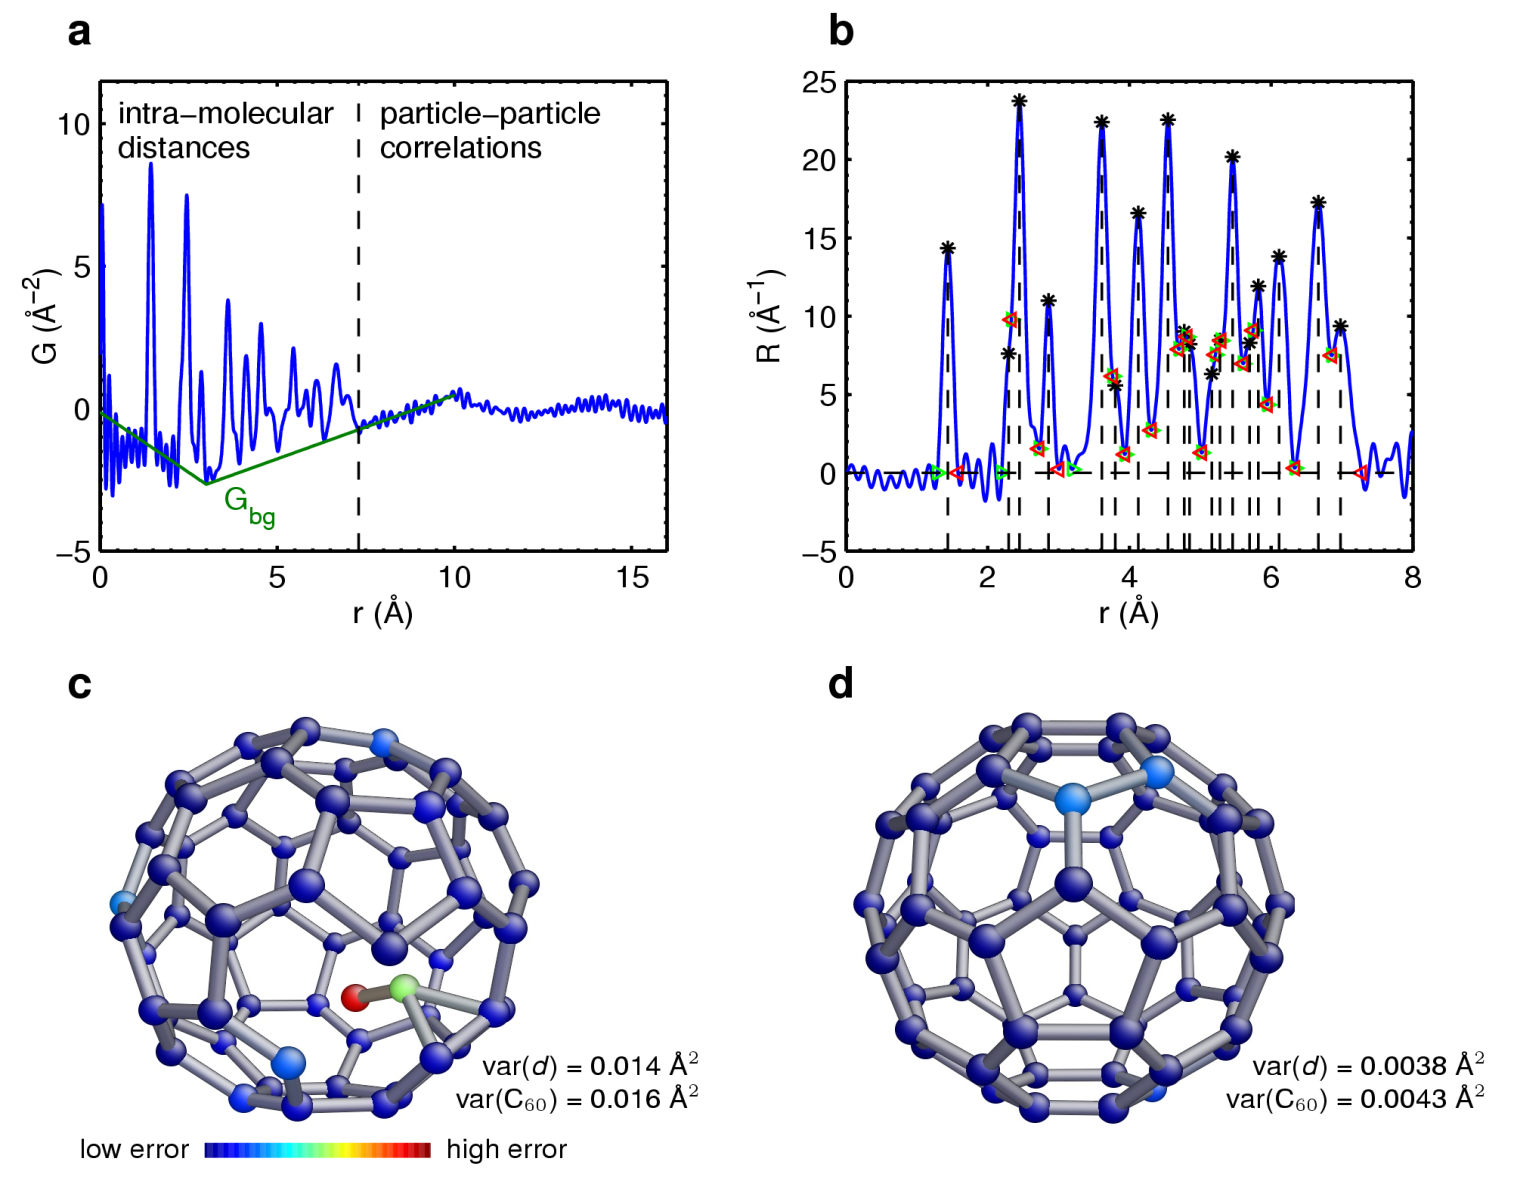 a
intra−molecular
distances
particle−particle
correlations
10
5
0
−5
G (Å−2)
Gbg
0
5
10
15
r (Å)
b
25
20
15
10
5
0
−5
R (Å−1)
0
2
4
6
8
r (Å)
c
var(d) = 0.014 Å2
var(C60) = 0.016 Å2
low error
high error
d
var(d) = 0.0038 Å2
var(C60) = 0.0043 Å2